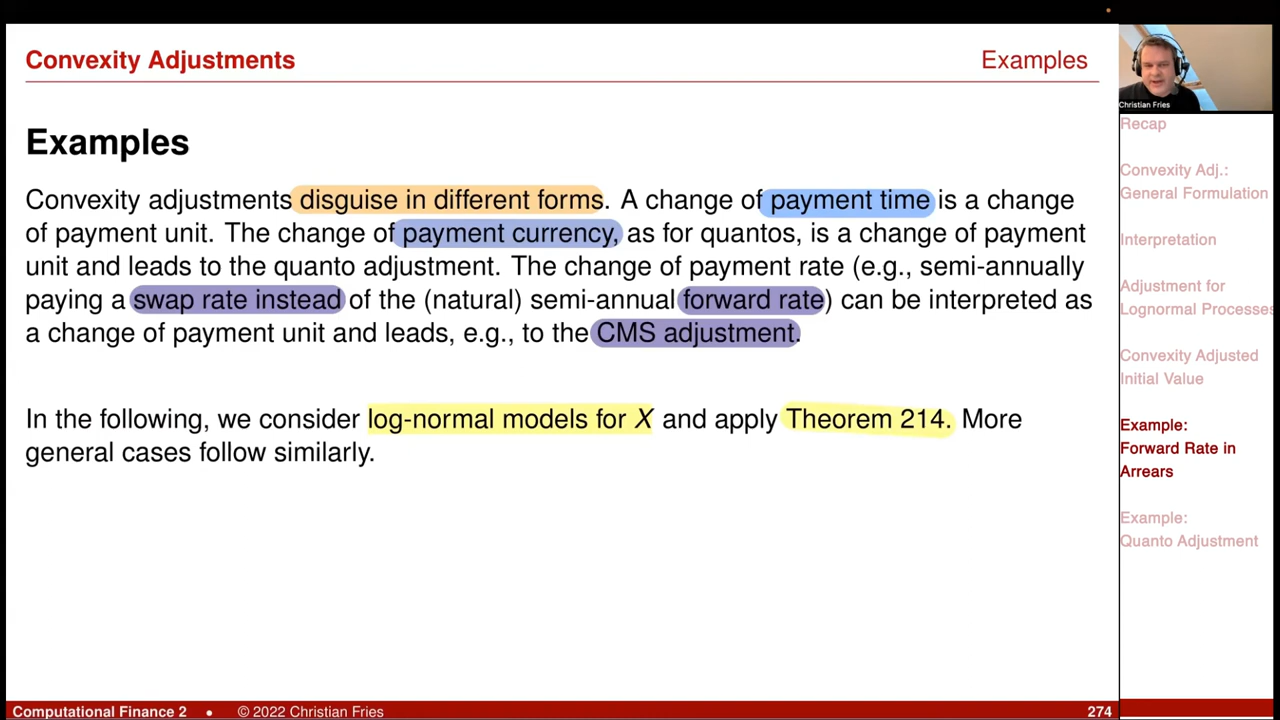 Convexity Adjustments
Examples
Examples
Convexity adjustments disguise in different forms. A change of payment time is a change
of payment unit. The change of payment currency, as for quantos, is a change of payment
unit and leads to the quanto adjustment. The change of payment rate (e.g., semi-annually
paying a swap rate instead of the (natural) semi-annual forward rate) can be interpreted as
a change of payment unit and leads, e.g., to the CMS adjustment.
In the following, we consider log-normal models for X and apply Theorem 214. More
general cases follow similarly.
Christian Fries
Recap
Convexity Adj.:
General Formulation
Interpretation
Adjustment for
Lognormal Processes
Convexity Adjusted
Initial Value
Example:
Forward Rate in
Arrears
Example:
Quanto Adjustment
Computational Finance 2 • © 2022 Christian Fries
274